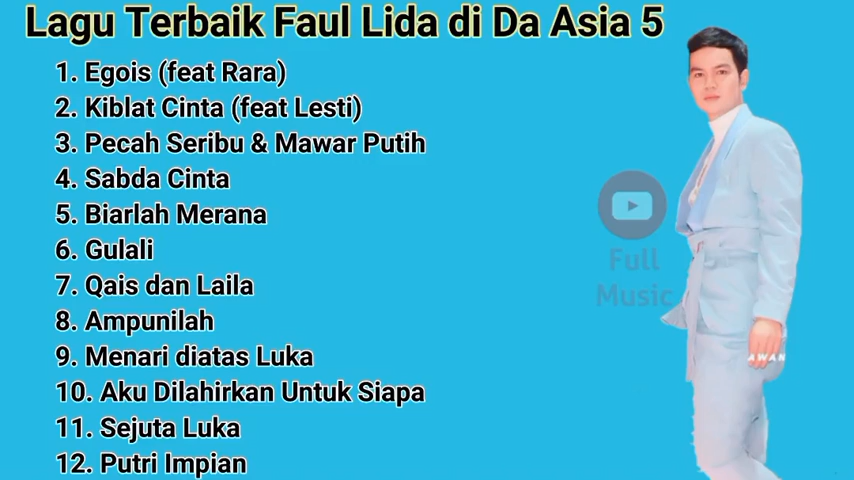 Lagu Terbaik Faul Lida di Da Asia 5
1. Egois (feat Rara)
2. Kiblat Cinta (feat Lesti)
3. Pecah Seribu & Mawar Putih
4. Sabda Cinta
5. Biarlah Merana
6. Gulali
7. Qais dan Laila
8. Ampunilah
9. Menari diatas Luka
10. Aku Dilahirkan Untuk Siapa
11. Sejuta Luka
12. Putri Impian
Full
Music
AWAN